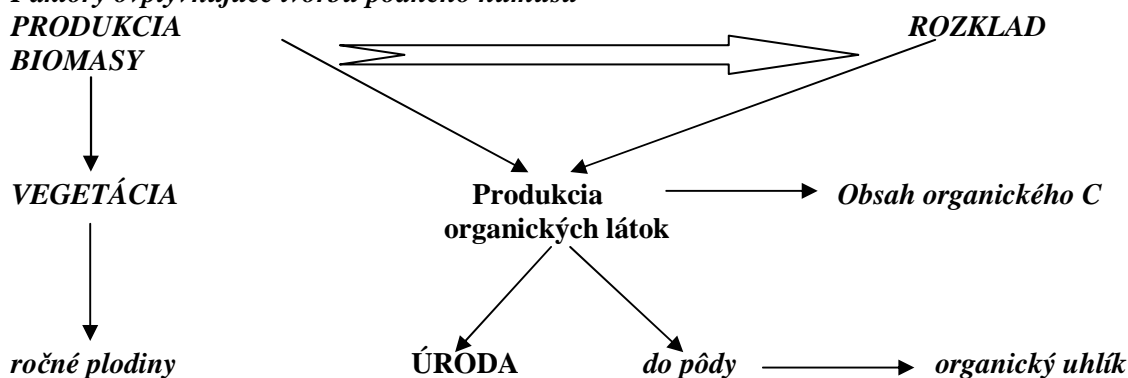 PRODUKCIA ROZKLAD
BIOMASY
VEGETÁCIA Produkcia Obsah organického C
organických látok
ročné plodiny ÚRODA do pôdy organický uhlík